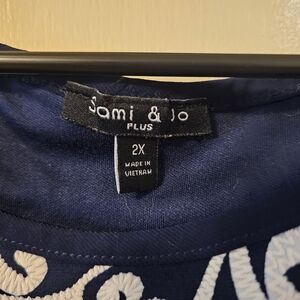 Sami & Jo
PLUS
2X
MADE IN
VIETNAM